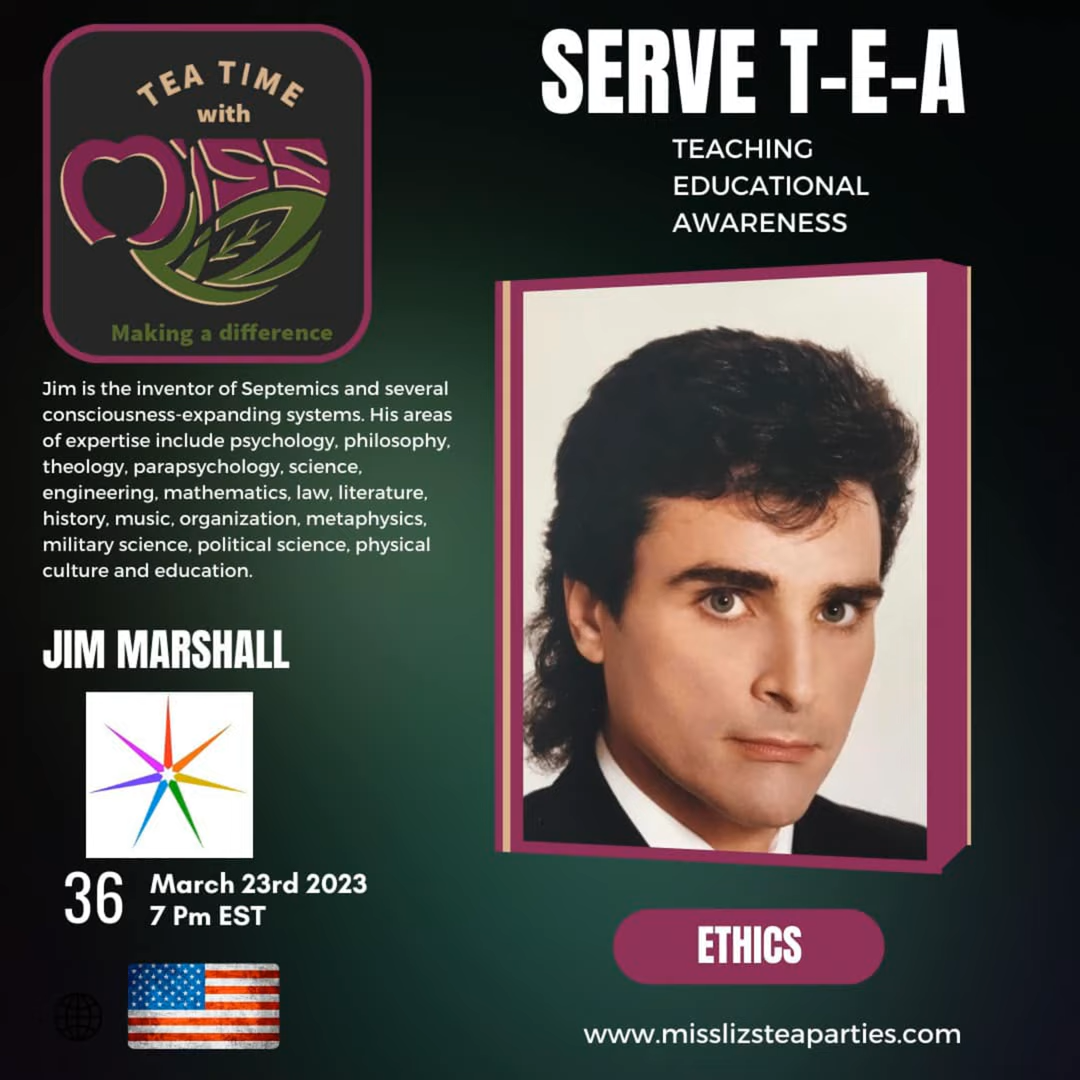 TEA TIME
with
MISS
Making a difference
SERVE T-E-A
TEACHING
EDUCATIONAL
AWARENESS
Jim is the inventor of Septemics and several
consciousness-expanding systems. His areas
of expertise include psychology, philosophy,
theology, parapsychology, science,
engineering, mathematics, law, literature,
history, music, organization, metaphysics,
military science, political science, physical
culture and education.
JIM MARSHALL
36
March 23rd 2023
7 Pm EST
ETHICS
www.misslizsteaparties.com